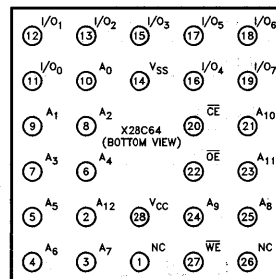 I/O1 I/O2 I/O3 I/O5 I/O6
12 13 15 17 18
I/O0 A0 VSS I/O4 I/O7
11 10 14 16 19
A1 A2 CE A10
9 8 X28C64 20 21
(BOTTOM VIEW)
A3 A4 OE A11
7 6 22 23
A5 A12 VCC A9 A8
5 2 28 24 25
A6 A7 NC WE NC
4 3 1 27 26